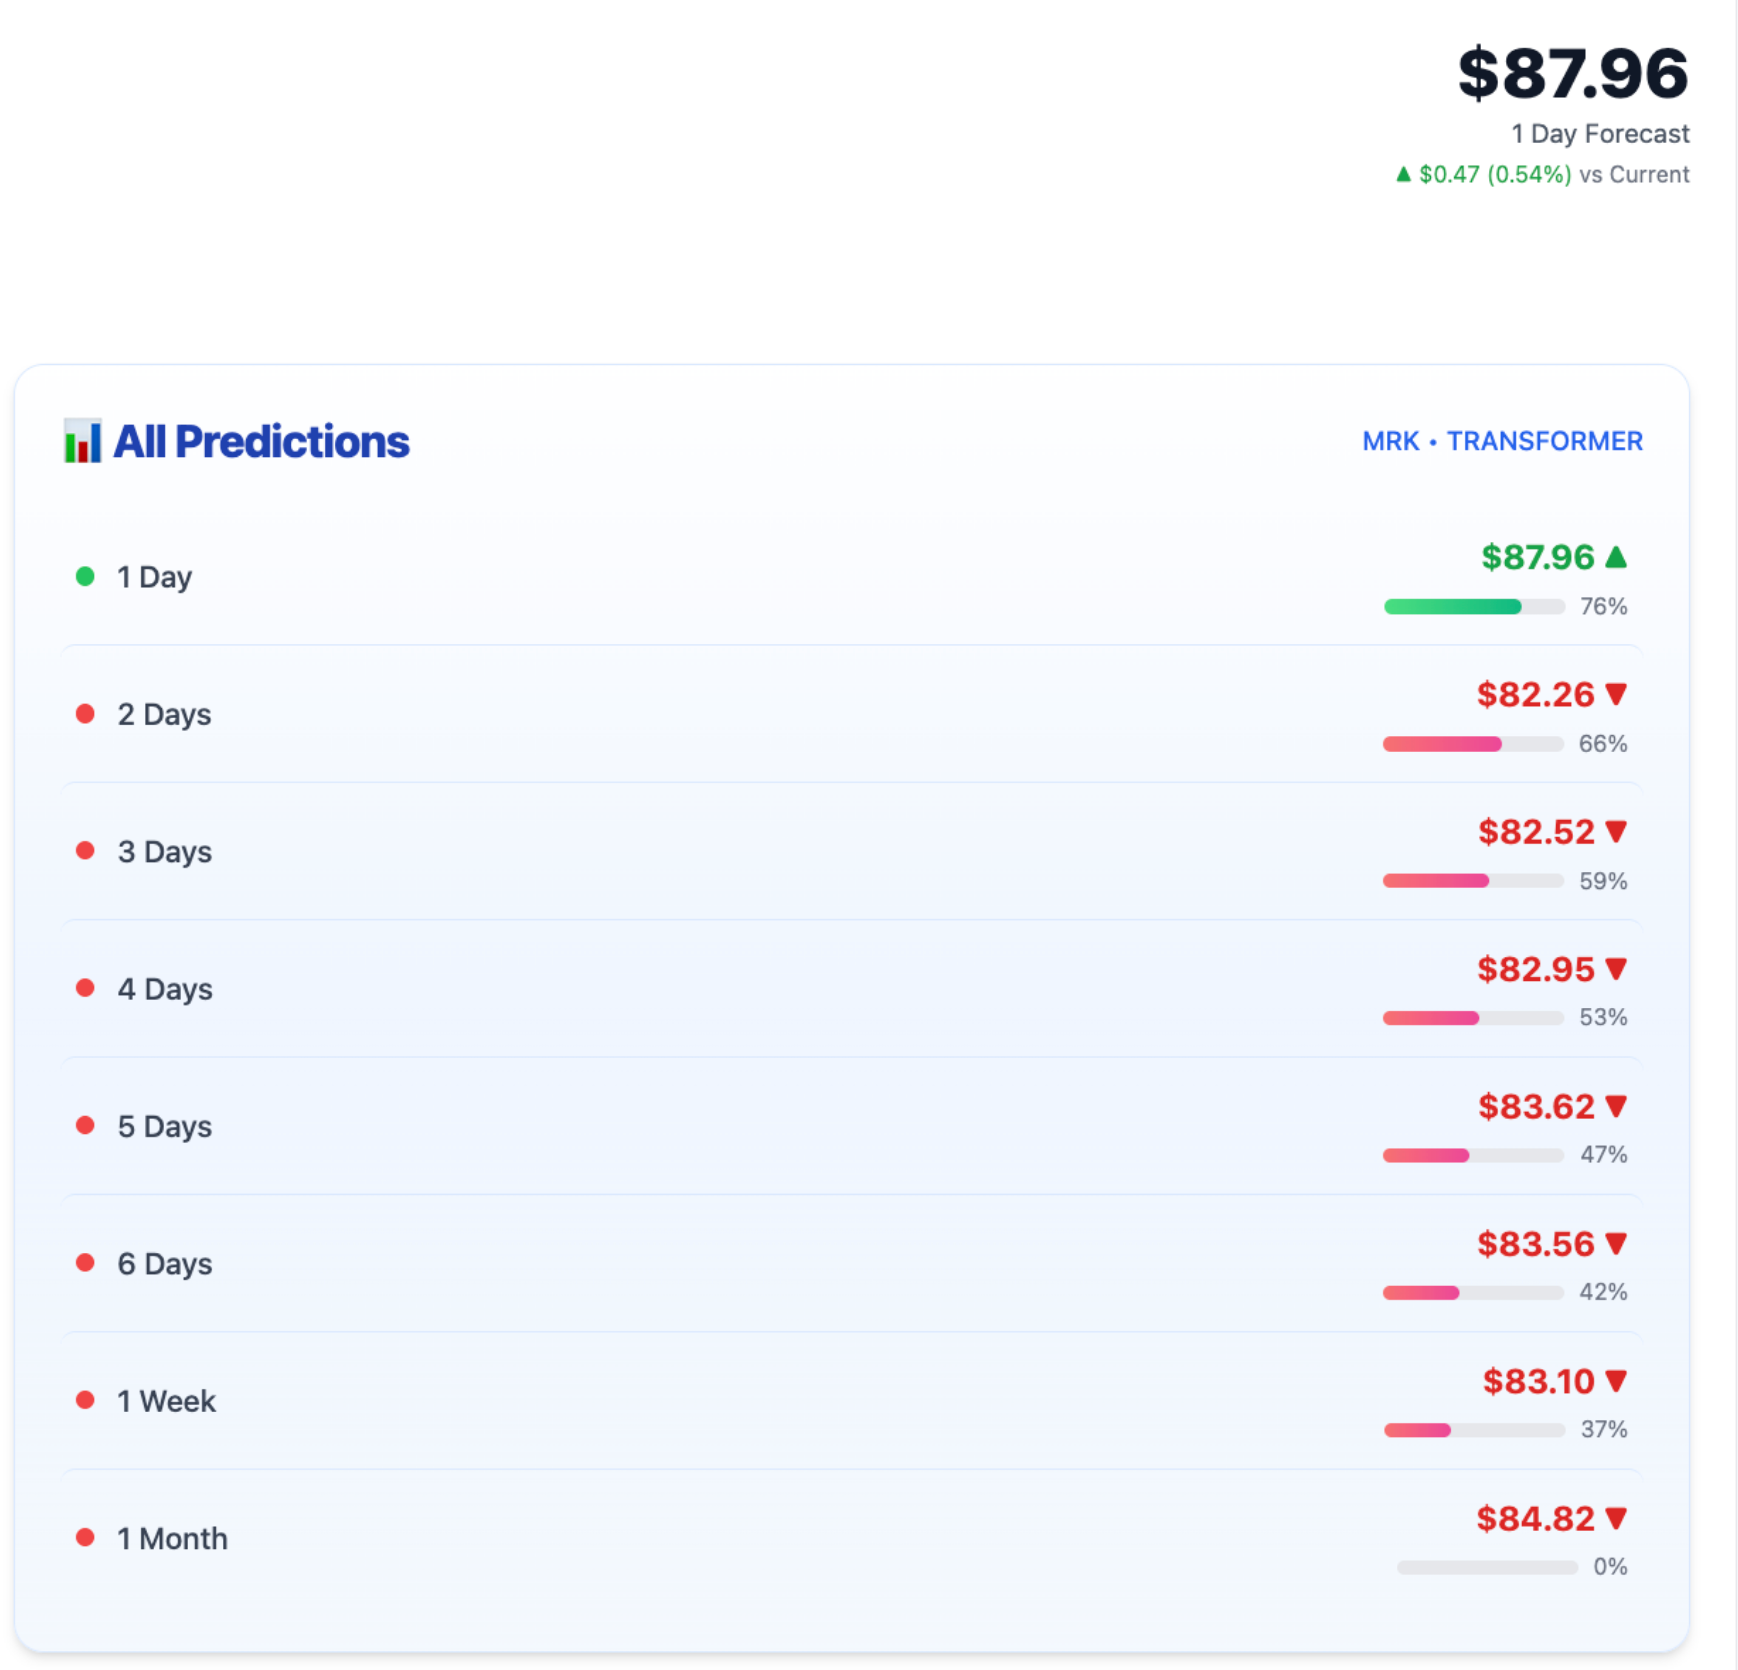 $87.96
1 Day Forecast
▲ $0.47 (0.54%) vs Current
All Predictions
MRK • TRANSFORMER
1 Day
$87.96 ▲
76%
2 Days
$82.26 ▼
66%
3 Days
$82.52 ▼
59%
4 Days
$82.95 ▼
53%
5 Days
$83.62 ▼
47%
6 Days
$83.56 ▼
42%
1 Week
$83.10 ▼
37%
1 Month
$84.82 ▼
0%